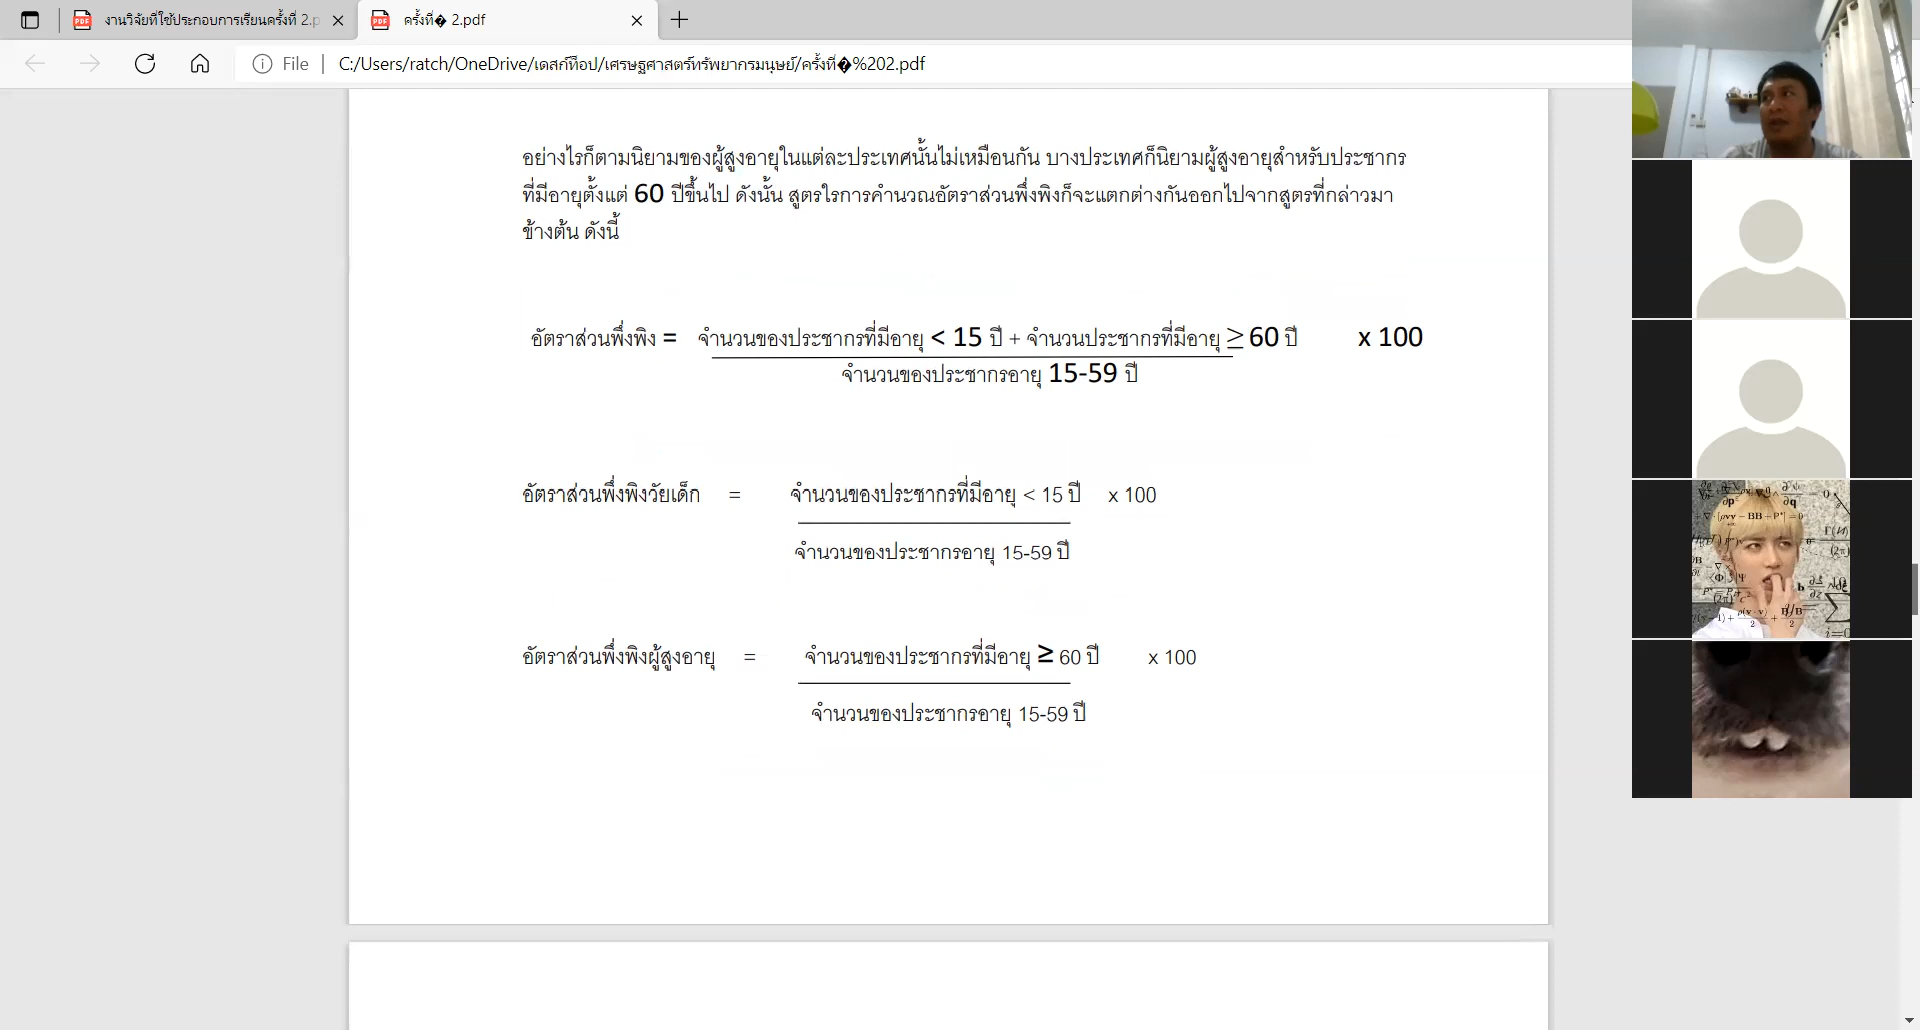 งานวิจัยที่ใช้ประกอบการเรียนครั้งที่ 2.p
ครั้งที่� 2.pdf
File
C:/Users/ratch/OneDrive/เดสก์ท็อป/เศรษฐศาสตร์ทรัพยากรมนุษย์/ครั้งที่�%202.pdf
อย่างไรก็ตามนิยามของผู้สูงอายุในแต่ละประเทศนั้นไม่เหมือนกัน บางประเทศก็นิยามผู้สูงอายุสำหรับประชากร
ที่มีอายุตั้งแต่ 60 ปีขึ้นไป ดังนั้น สูตรไรการคำนวณอัตราส่วนพึ่งพิงก็จะแตกต่างกันออกไปจากสูตรที่กล่าวมา
ข้างต้น ดังนี้
อัตราส่วนพึ่งพิง = จำนวนของประชากรที่มีอายุ < 15 ปี + จำนวนประชากรที่มีอายุ ≥ 60 ปี x 100
จำนวนของประชากรอายุ 15-59 ปี
อัตราส่วนพึ่งพิงวัยเด็ก = จำนวนของประชากรที่มีอายุ < 15 ปี x 100
จำนวนของประชากรอายุ 15-59 ปี
อัตราส่วนพึ่งพิงผู้สูงอายุ = จำนวนของประชากรที่มีอายุ ≥ 60 ปี x 100
จำนวนของประชากรอายุ 15-59 ปี